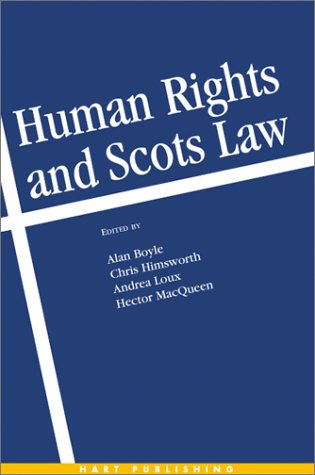 Human Rights
and Scots Law
EDITED BY
Alan Boyle
Chris Himsworth
Andrea Loux
Hector MacQueen
HART PUBLISHING